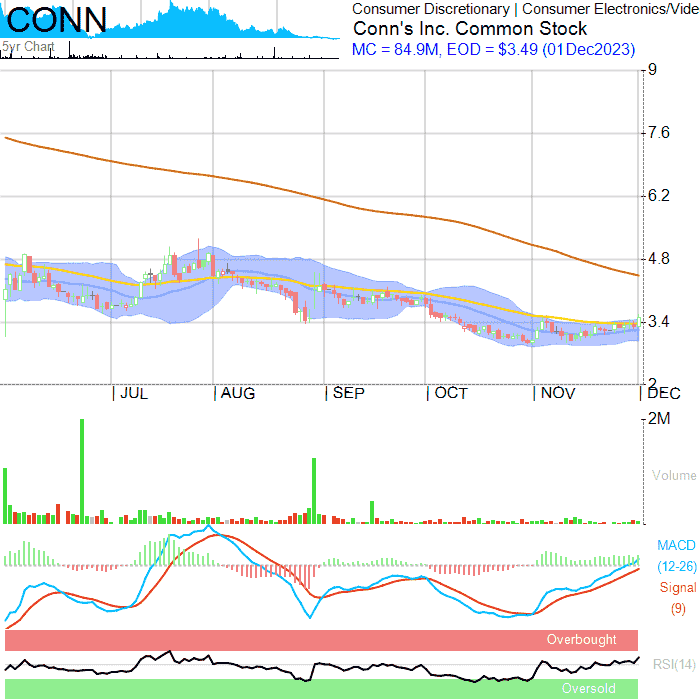 CONN
5yr Chart
Consumer Discretionary | Consumer Electronics/Vide
Conn's Inc. Common Stock
MC = 84.9M, EOD = $3.49 (01Dec2023)
9
7.6
6.2
4.8
3.4
2
JUL AUG SEP OCT NOV DEC
2M
Volume
MACD
(12-26)
Signal
(9)
Overbought
RSI(14)
Oversold